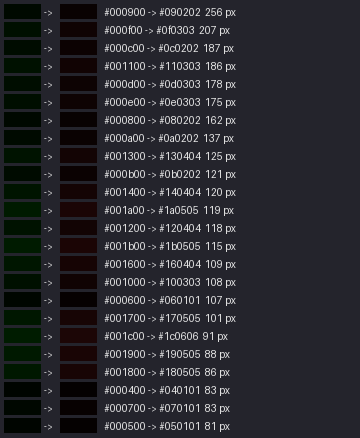 -> #000900 -> #090202 256 px
-> #000f00 -> #0f0303 207 px
-> #000c00 -> #0c0202 187 px
-> #001100 -> #110303 186 px
-> #000d00 -> #0d0303 178 px
-> #000e00 -> #0e0303 175 px
-> #000800 -> #080202 162 px
-> #000a00 -> #0a0202 137 px
-> #001300 -> #130404 125 px
-> #000b00 -> #0b0202 121 px
-> #001400 -> #140404 120 px
-> #001a00 -> #1a0505 119 px
-> #001200 -> #120404 118 px
-> #001b00 -> #1b0505 115 px
-> #001600 -> #160404 109 px
-> #001000 -> #100303 108 px
-> #000600 -> #060101 107 px
-> #001700 -> #170505 101 px
-> #001c00 -> #1c0606 91 px
-> #001900 -> #190505 88 px
-> #001800 -> #180505 86 px
-> #000400 -> #040101 83 px
-> #000700 -> #070101 83 px
-> #000500 -> #050101 81 px